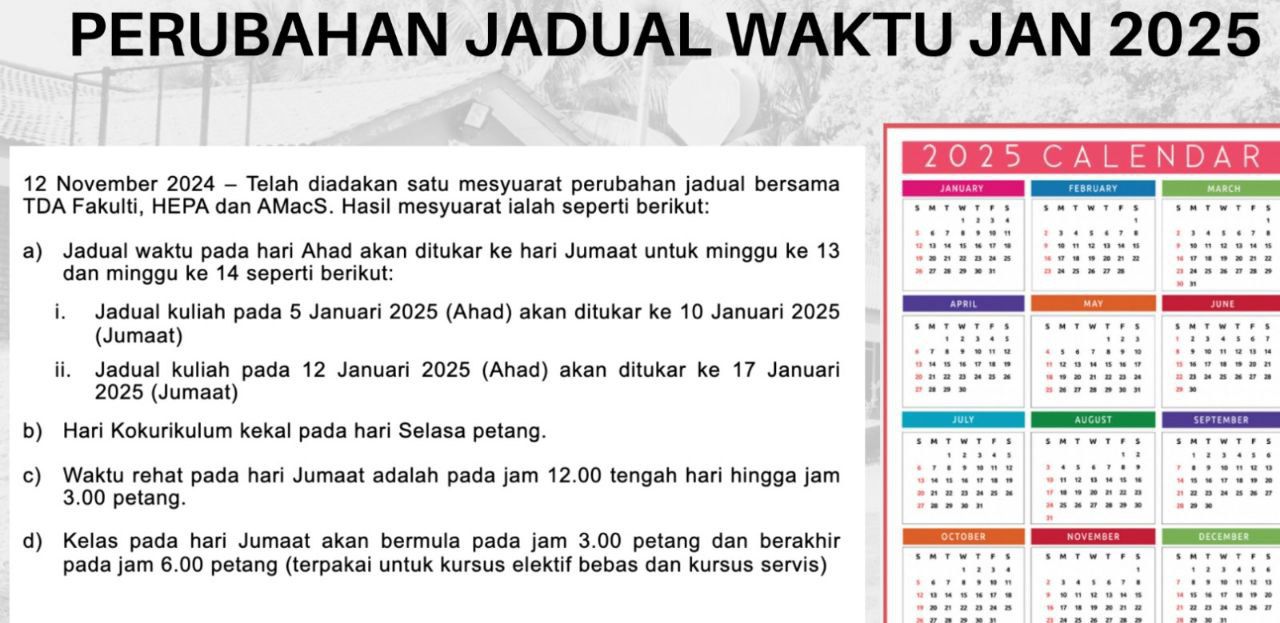 PERUBAHAN JADUAL WAKTU JAN 2025
12 November 2024 – Telah diadakan satu mesyuarat perubahan jadual bersama
TDA Fakulti, HEPA dan AMacS. Hasil mesyuarat ialah seperti berikut:
a) Jadual waktu pada hari Ahad akan ditukar ke hari Jumaat untuk minggu ke 13
dan minggu ke 14 seperti berikut:
i. Jadual kuliah pada 5 Januari 2025 (Ahad) akan ditukar ke 10 Januari 2025
(Jumaat)
ii. Jadual kuliah pada 12 Januari 2025 (Ahad) akan ditukar ke 17 Januari
2025 (Jumaat)
b) Hari Kokurikulum kekal pada hari Selasa petang.
c) Waktu rehat pada hari Jumaat adalah pada jam 12.00 tengah hari hingga jam
3.00 petang.
d) Kelas pada hari Jumaat akan bermula pada jam 3.00 petang dan berakhir
pada jam 6.00 petang (terpakai untuk kursus elektif bebas dan kursus servis)
2025 CALENDAR
JANUARY FEBRUARY MARCH
S M T W T F S S M T W T F S S M T W T F S
1 2 3 4 1 1
5 6 7 8 9 10 11 2 3 4 5 6 7 8 2 3 4 5 6 7 8
12 13 14 15 16 17 18 9 10 11 12 13 14 15 9 10 11 12 13 14 15
19 20 21 22 23 24 25 16 17 18 19 20 21 22 16 17 18 19 20 21 22
26 27 28 29 30 31 23 24 25 26 27 28 23 24 25 26 27 28 29
30 31
APRIL MAY JUNE
S M T W T F S S M T W T F S S M T W T F S
1 2 3 4 5 1 2 3 1 2 3 4 5 6 7
6 7 8 9 10 11 12 4 5 6 7 8 9 10 8 9 10 11 12 13 14
13 14 15 16 17 18 19 11 12 13 14 15 16 17 15 16 17 18 19 20 21
20 21 22 23 24 25 26 18 19 20 21 22 23 24 22 23 24 25 26 27 28
27 28 29 30 25 26 27 28 29 30 31 29 30
JULY AUGUST SEPTEMBER
S M T W T F S S M T W T F S S M T W T F S
1 2 3 4 5 1 2 1 2 3 4 5 6
6 7 8 9 10 11 12 3 4 5 6 7 8 9 7 8 9 10 11 12 13
13 14 15 16 17 18 19 10 11 12 13 14 15 16 14 15 16 17 18 19 20
20 21 22 23 24 25 26 17 18 19 20 21 22 23 21 22 23 24 25 26 27
27 28 29 30 31 24 25 26 27 28 29 30 28 29 30
31
OCTOBER NOVEMBER DECEMBER
S M T W T F S S M T W T F S S M T W T F S
1 2 3 4 1 1 2 3 4 5 6
5 6 7 8 9 10 11 2 3 4 5 6 7 8 7 8 9 10 11 12 13
12 13 14 15 16 17 18 9 10 11 12 13 14 15 14 15 16 17 18 19 20
19 20 21 22 23 24 25 16 17 18 19 20 21 22 21 22 23 24 25 26 27
26 27 28 29 30 31 23 24 25 26 27 28 29 28 29 30 31